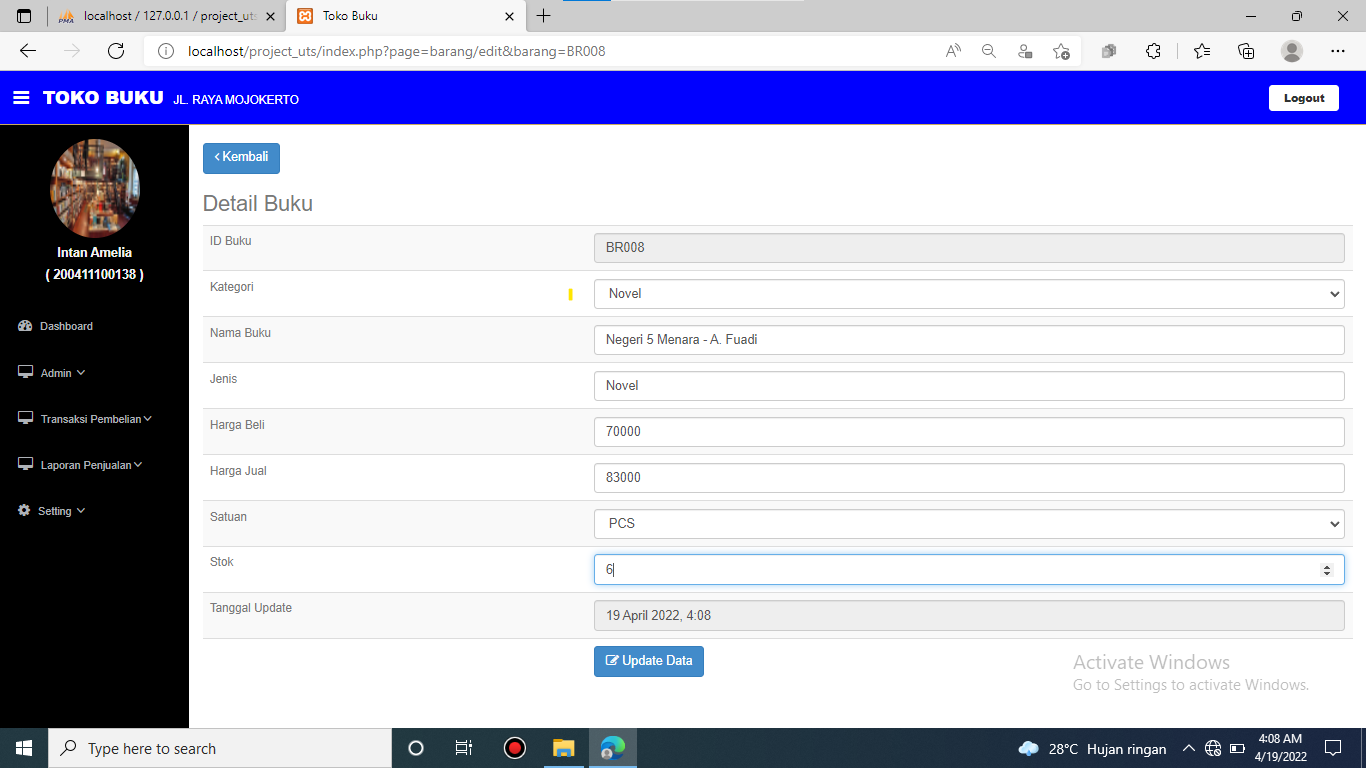 localhost / 127.0.0.1 / project_uts
Toko Buku
localhost/project_uts/index.php?page=barang/edit&barang=BR008
TOKO BUKU JL. RAYA MOJOKERTO
Logout
Intan Amelia
( 200411100138 )
Dashboard
Admin
Transaksi Pembelian
Laporan Penjualan
Setting
Kembali
Detail Buku
ID Buku BR008
Kategori Novel
Nama Buku Negeri 5 Menara - A. Fuadi
Jenis Novel
Harga Beli 70000
Harga Jual 83000
Satuan PCS
Stok 6
Tanggal Update 19 April 2022, 4:08
Update Data
Activate Windows
Go to Settings to activate Windows.
Type here to search
28°C Hujan ringan
4:08 AM
4/19/2022